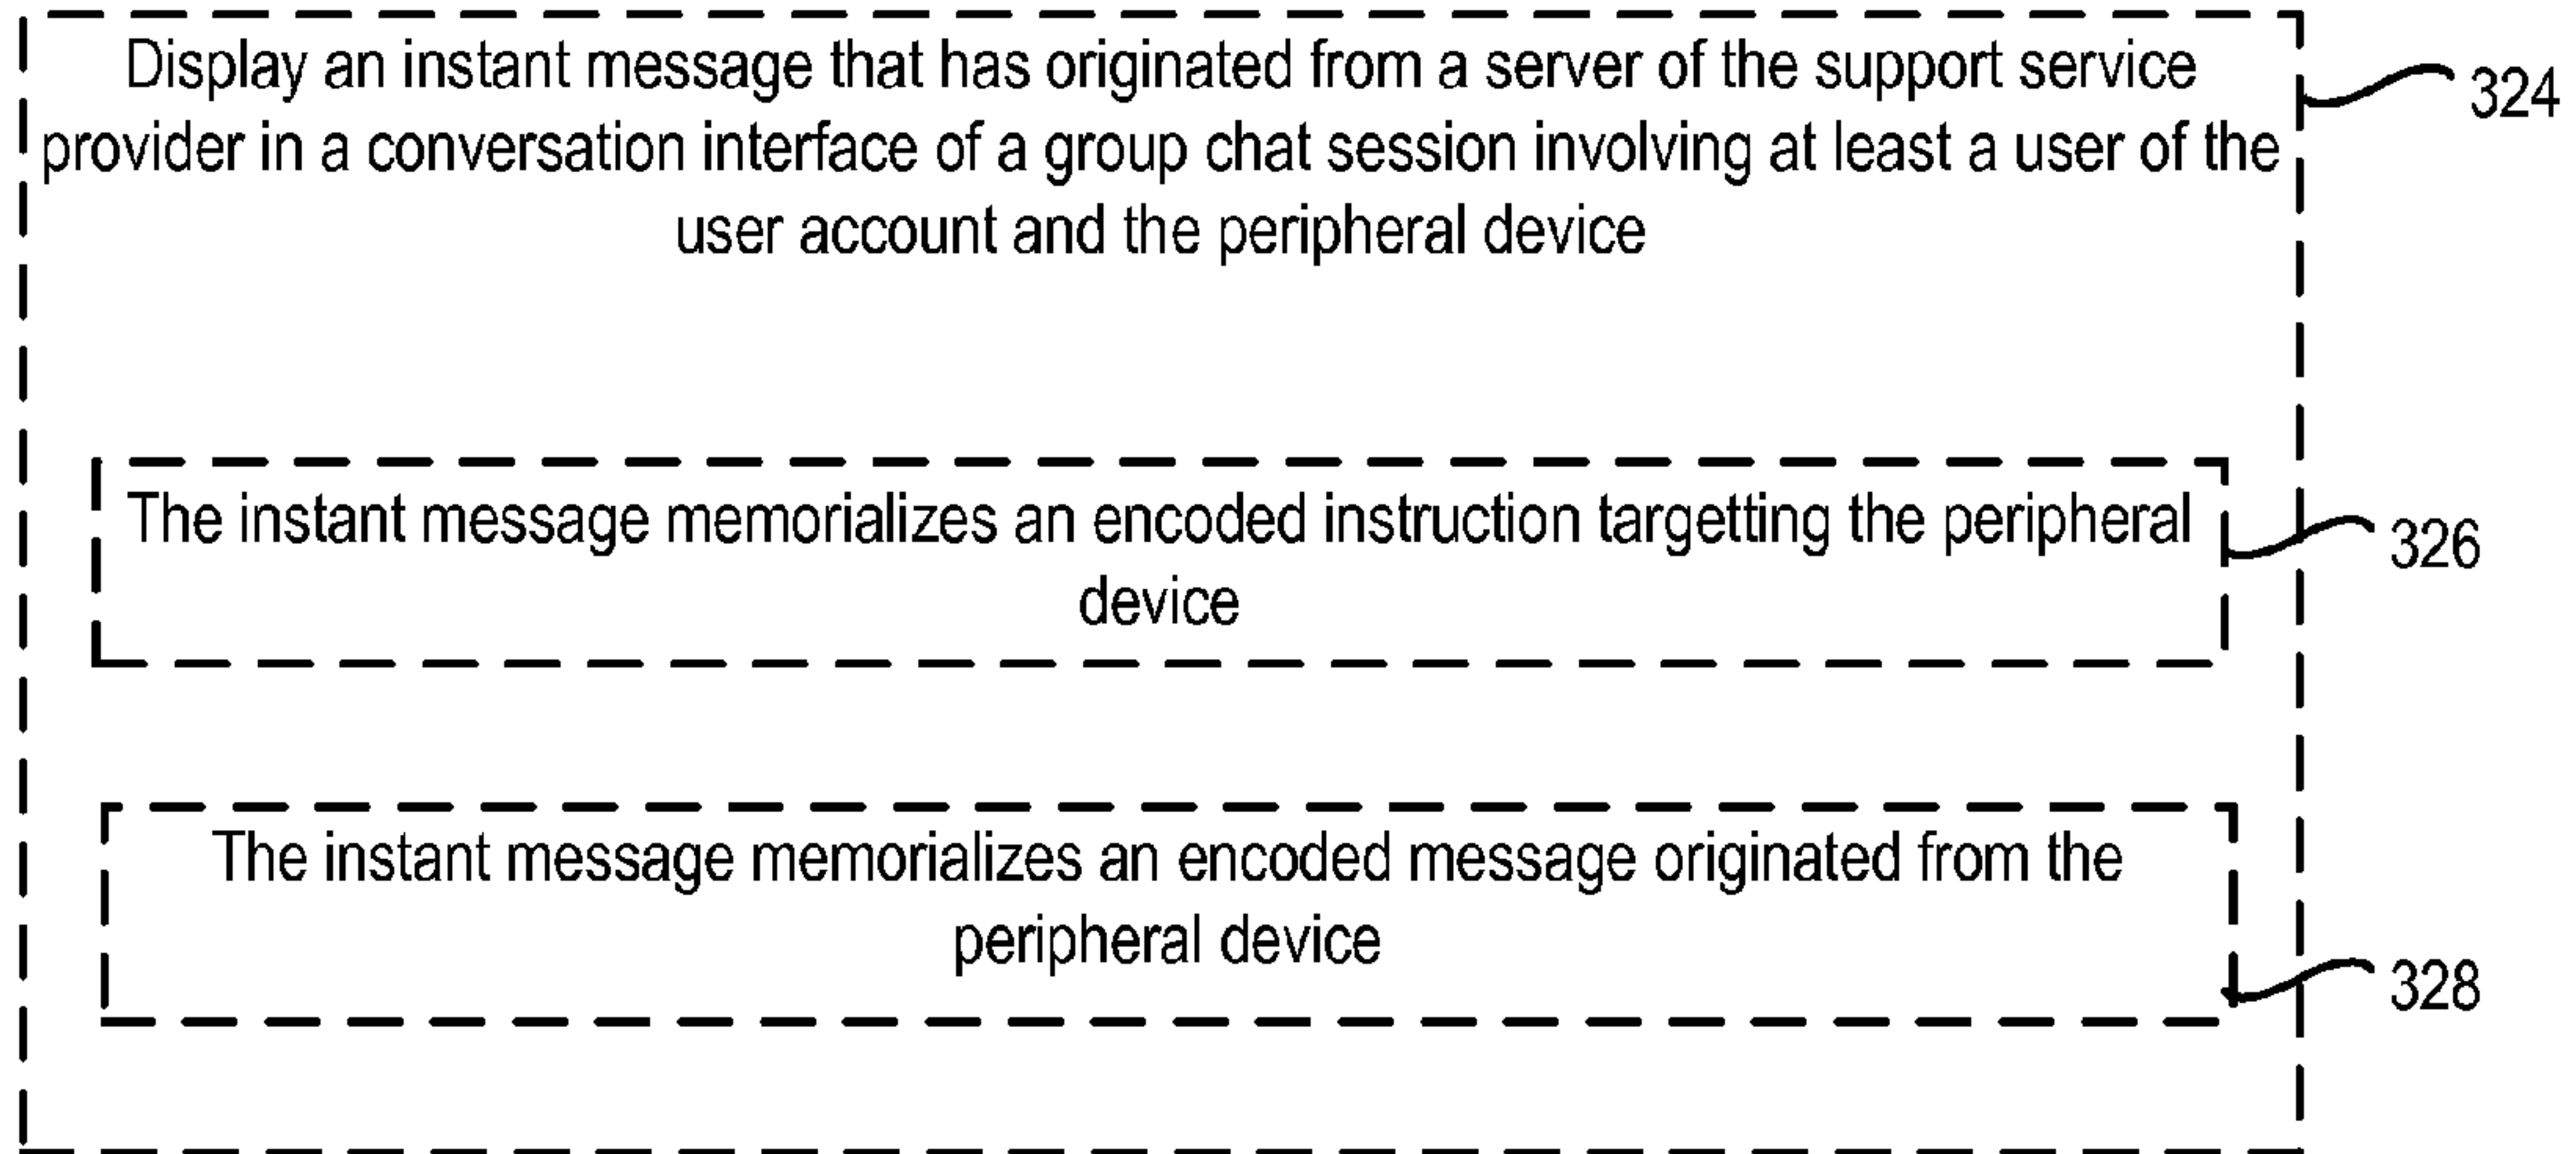 Display an instant message that has originated from a server of the support service
provider in a conversation interface of a group chat session involving at least a user of the
user account and the peripheral device
324
The instant message memorializes an encoded instruction targetting the peripheral
device
326
The instant message memorializes an encoded message originated from the
peripheral device
328